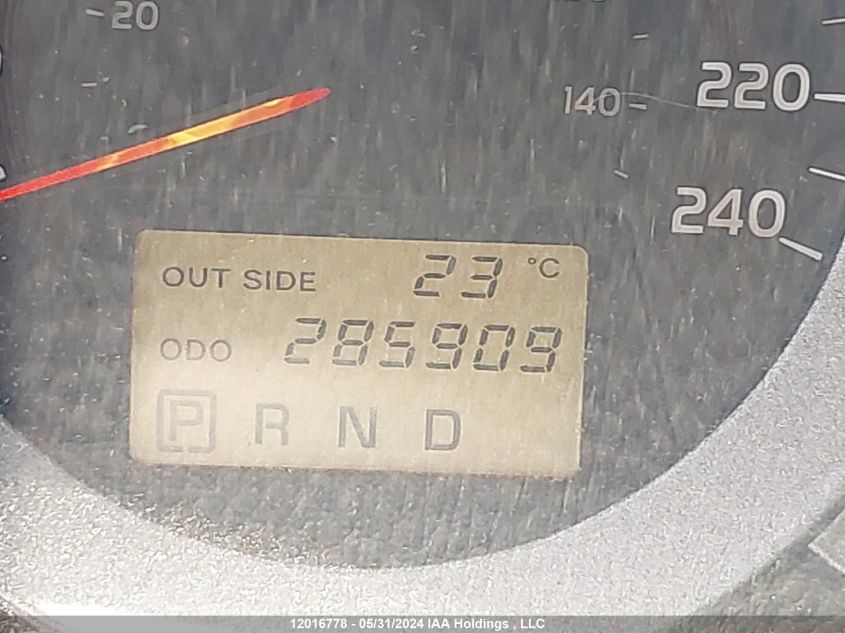 20
140
220
240
OUT SIDE 23 °C
ODO 285909
P R N D
12016778 - 05/31/2024 IAA Holdings , LLC